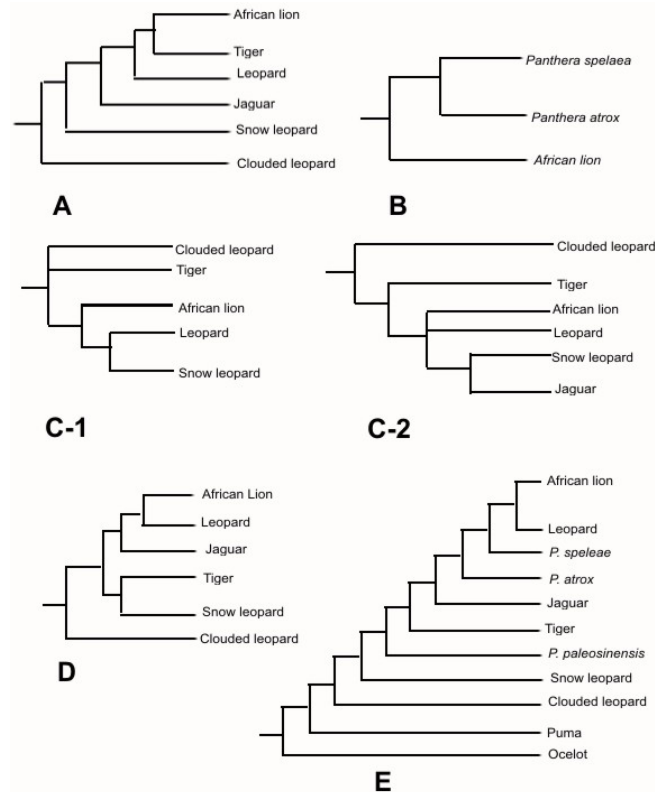 African lion
Tiger
Leopard
Jaguar
Snow leopard
Clouded leopard
A
Panthera spelaea
Panthera atrox
African lion
B
Clouded leopard
Tiger
African lion
Leopard
Snow leopard
C-1
Clouded leopard
Tiger
African lion
Leopard
Snow leopard
Jaguar
C-2
African Lion
Leopard
Jaguar
Tiger
Snow leopard
Clouded leopard
D
African lion
Leopard
P. speleae
P. atrox
Jaguar
Tiger
P. paleosinensis
Snow leopard
Clouded leopard
Puma
Ocelot
E